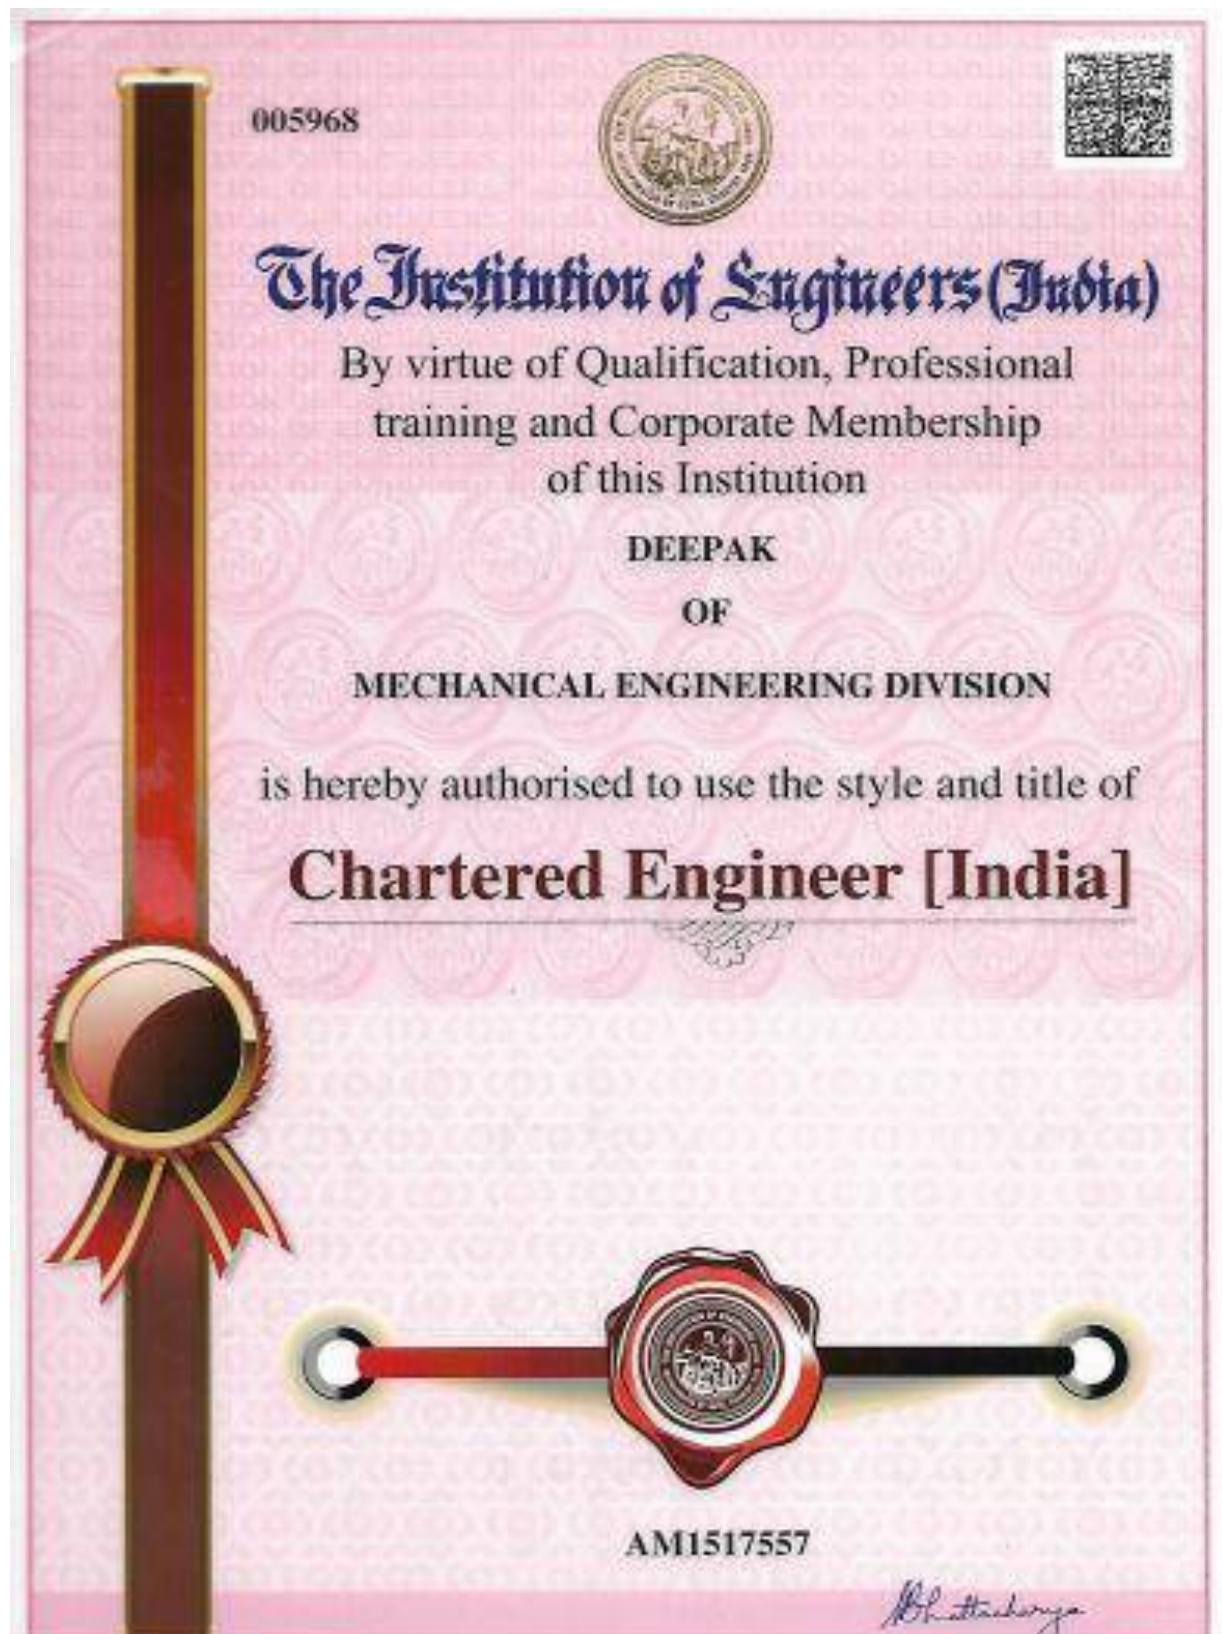 005968
The Institution of Engineers (India)
By virtue of Qualification, Professional
training and Corporate Membership
of this Institution
DEEPAK
OF
MECHANICAL ENGINEERING DIVISION
is hereby authorised to use the style and title of
Chartered Engineer [India]
AM1517557